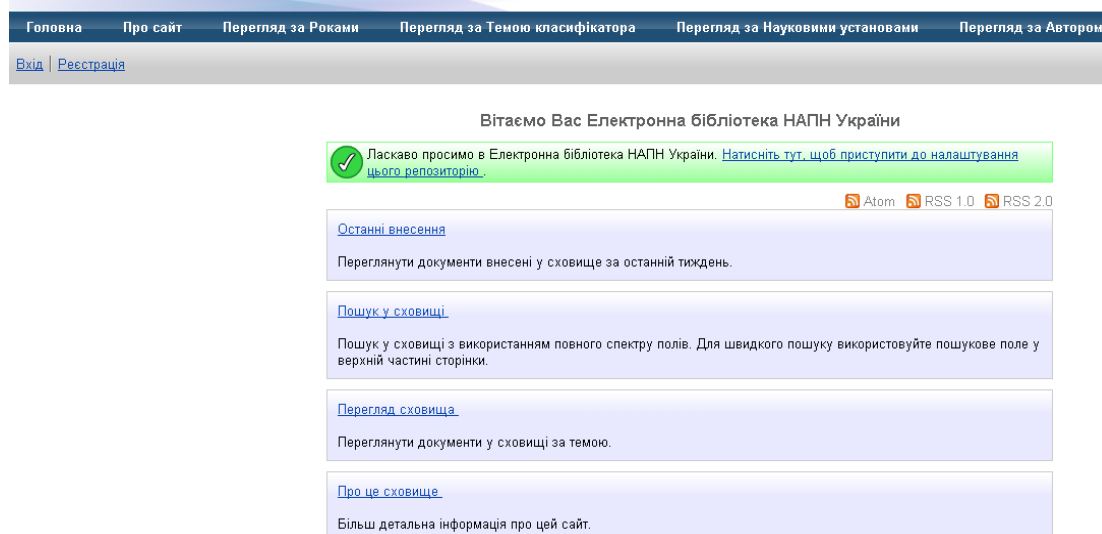 Головна Про сайт Перегляд за Роками Перегляд за Темою класифікатора Перегляд за Науковими установами Перегляд за Автором
Вхід | Реєстрація
Вітаємо Вас Електронна бібліотека НАПН України
Ласкаво просимо в Електронна бібліотека НАПН України. Натисніть тут, щоб приступити до налаштування
цього репозиторію .
Atom RSS 1.0 RSS 2.0
Останні внесення
Переглянути документи внесені у сховище за останній тиждень.
Пошук у сховищі
Пошук у сховищі з використанням повного спектру полів. Для швидкого пошуку використовуйте пошукове поле у
верхній частині сторінки.
Перегляд сховища
Переглянути документи у сховищі за темою.
Про це сховище
Більш детальна інформація про цей сайт.